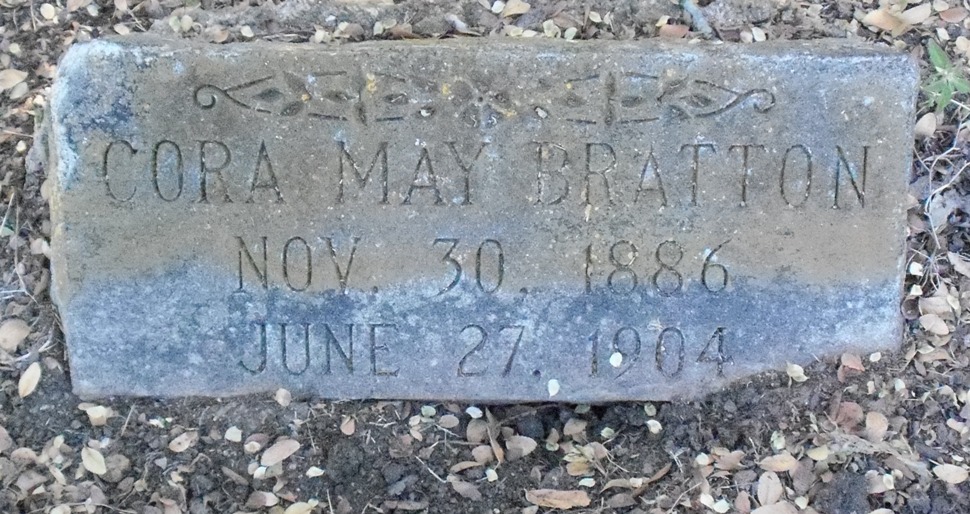 CORA MAY BRATTON
NOV. 30, 1886
JUNE 27 1904